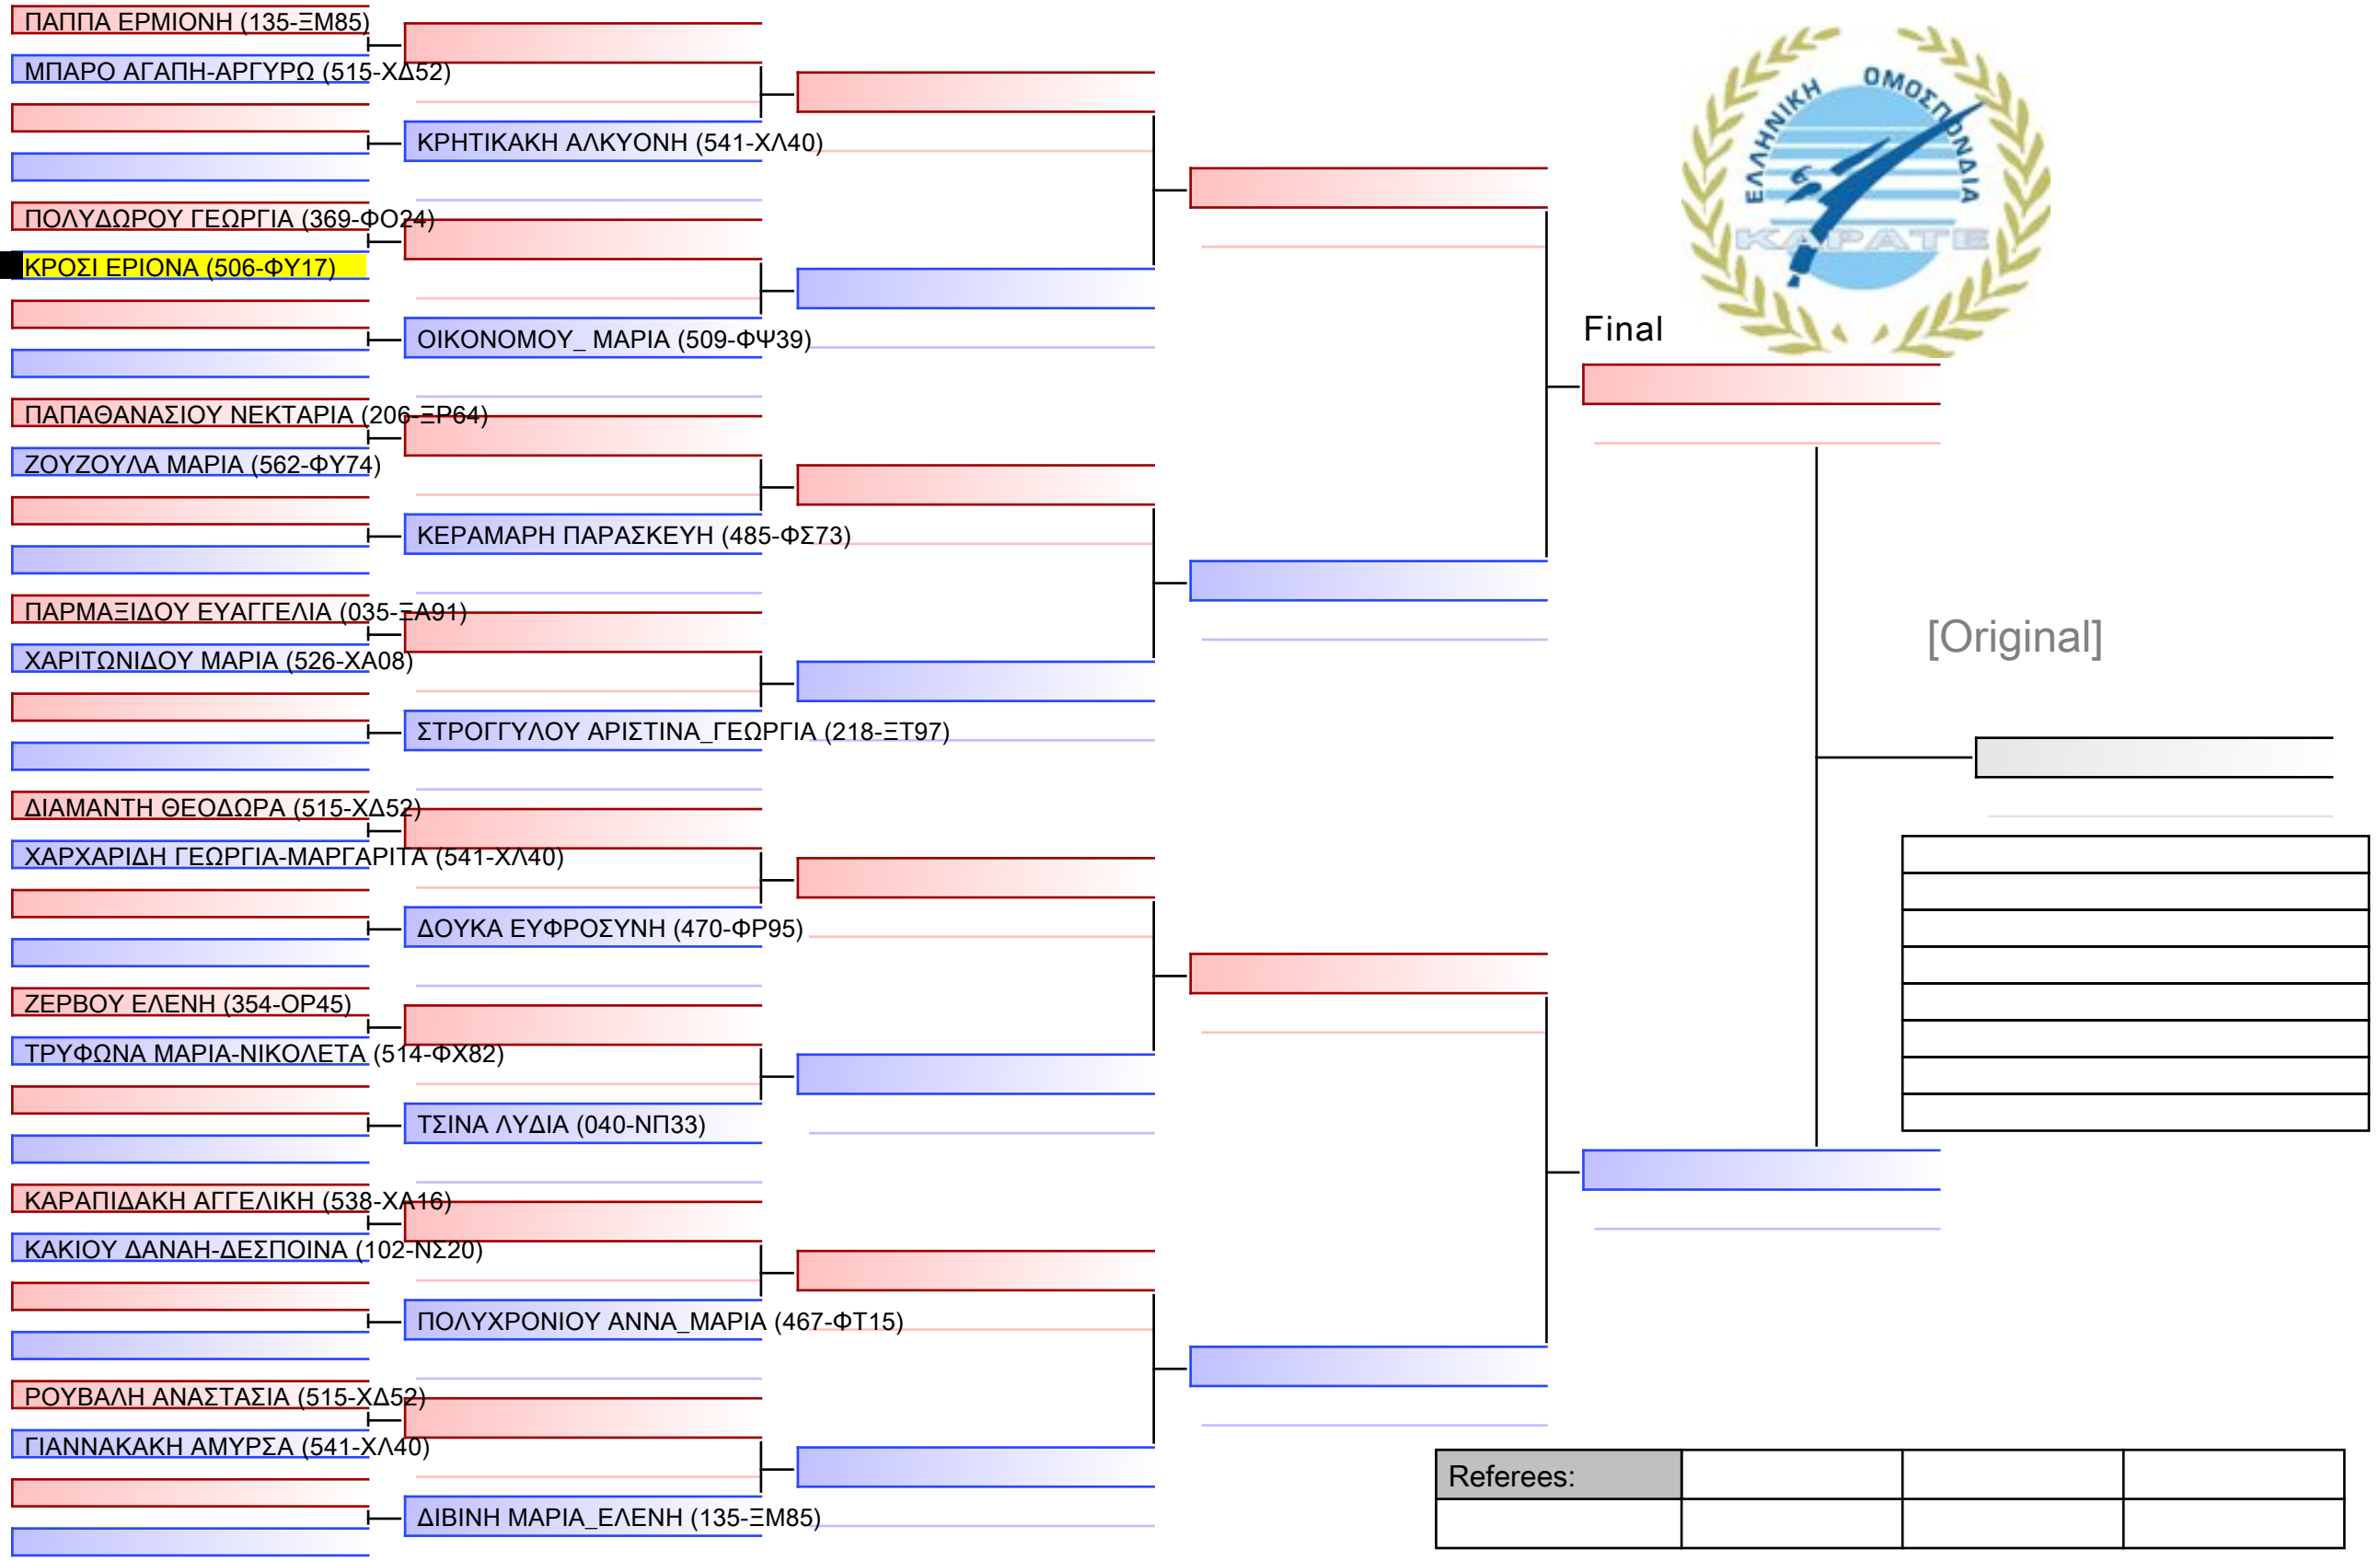 ΠΑΠΠΑ ΕΡΜΙΟΝΗ (135-ΞΜ85)
ΜΠΑΡΟ ΑΓΑΠΗ-ΑΡΓΥΡΩ (515-ΧΔ52)
ΚΡΗΤΙΚΑΚΗ ΑΛΚΥΟΝΗ (541-ΧΛ40)
ΠΟΛΥΔΩΡΟΥ ΓΕΩΡΓΙΑ (369-ΦΟ24)
ΚΡΟΣΙ ΕΡΙΟΝΑ (506-ΦΥ17)
ΟΙΚΟΝΟΜΟΥ_ ΜΑΡΙΑ (509-ΦΨ39)
ΠΑΠΑΘΑΝΑΣΙΟΥ ΝΕΚΤΑΡΙΑ (206-ΞΡ64)
ΖΟΥΖΟΥΛΑ ΜΑΡΙΑ (562-ΦΥ74)
ΚΕΡΑΜΑΡΗ ΠΑΡΑΣΚΕΥΗ (485-ΦΣ73)
ΠΑΡΜΑΞΙΔΟΥ ΕΥΑΓΓΕΛΙΑ (035-ΞΑ91)
ΧΑΡΙΤΩΝΙΔΟΥ ΜΑΡΙΑ (526-ΧΑ08)
ΣΤΡΟΓΓΥΛΟΥ ΑΡΙΣΤΙΝΑ_ΓΕΩΡΓΙΑ (218-ΞΤ97)
ΔΙΑΜΑΝΤΗ ΘΕΟΔΩΡΑ (515-ΧΔ52)
ΧΑΡΧΑΡΙΔΗ ΓΕΩΡΓΙΑ-ΜΑΡΓΑΡΙΤΑ (541-ΧΛ40)
ΔΟΥΚΑ ΕΥΦΡΟΣΥΝΗ (470-ΦΡ95)
ΖΕΡΒΟΥ ΕΛΕΝΗ (354-ΟΡ45)
ΤΡΥΦΩΝΑ ΜΑΡΙΑ-ΝΙΚΟΛΕΤΑ (514-ΦΧ82)
ΤΣΙΝΑ ΛΥΔΙΑ (040-ΝΠ33)
ΚΑΡΑΠΙΔΑΚΗ ΑΓΓΕΛΙΚΗ (538-ΧΑ16)
ΚΑΚΙΟΥ ΔΑΝΑΗ-ΔΕΣΠΟΙΝΑ (102-ΝΣ20)
ΠΟΛΥΧΡΟΝΙΟΥ ΑΝΝΑ_ΜΑΡΙΑ (467-ΦΤ15)
ΡΟΥΒΑΛΗ ΑΝΑΣΤΑΣΙΑ (515-ΧΔ52)
ΓΙΑΝΝΑΚΑΚΗ ΑΜΥΡΣΑ (541-ΧΛ40)
ΔΙΒΙΝΗ ΜΑΡΙΑ_ΕΛΕΝΗ (135-ΞΜ85)
ΕΛΛΗΝΙΚΗ ΟΜΟΣΠΟΝΔΙΑ
ΚΑΡΑΤΕ
Final
[Original]
Referees: